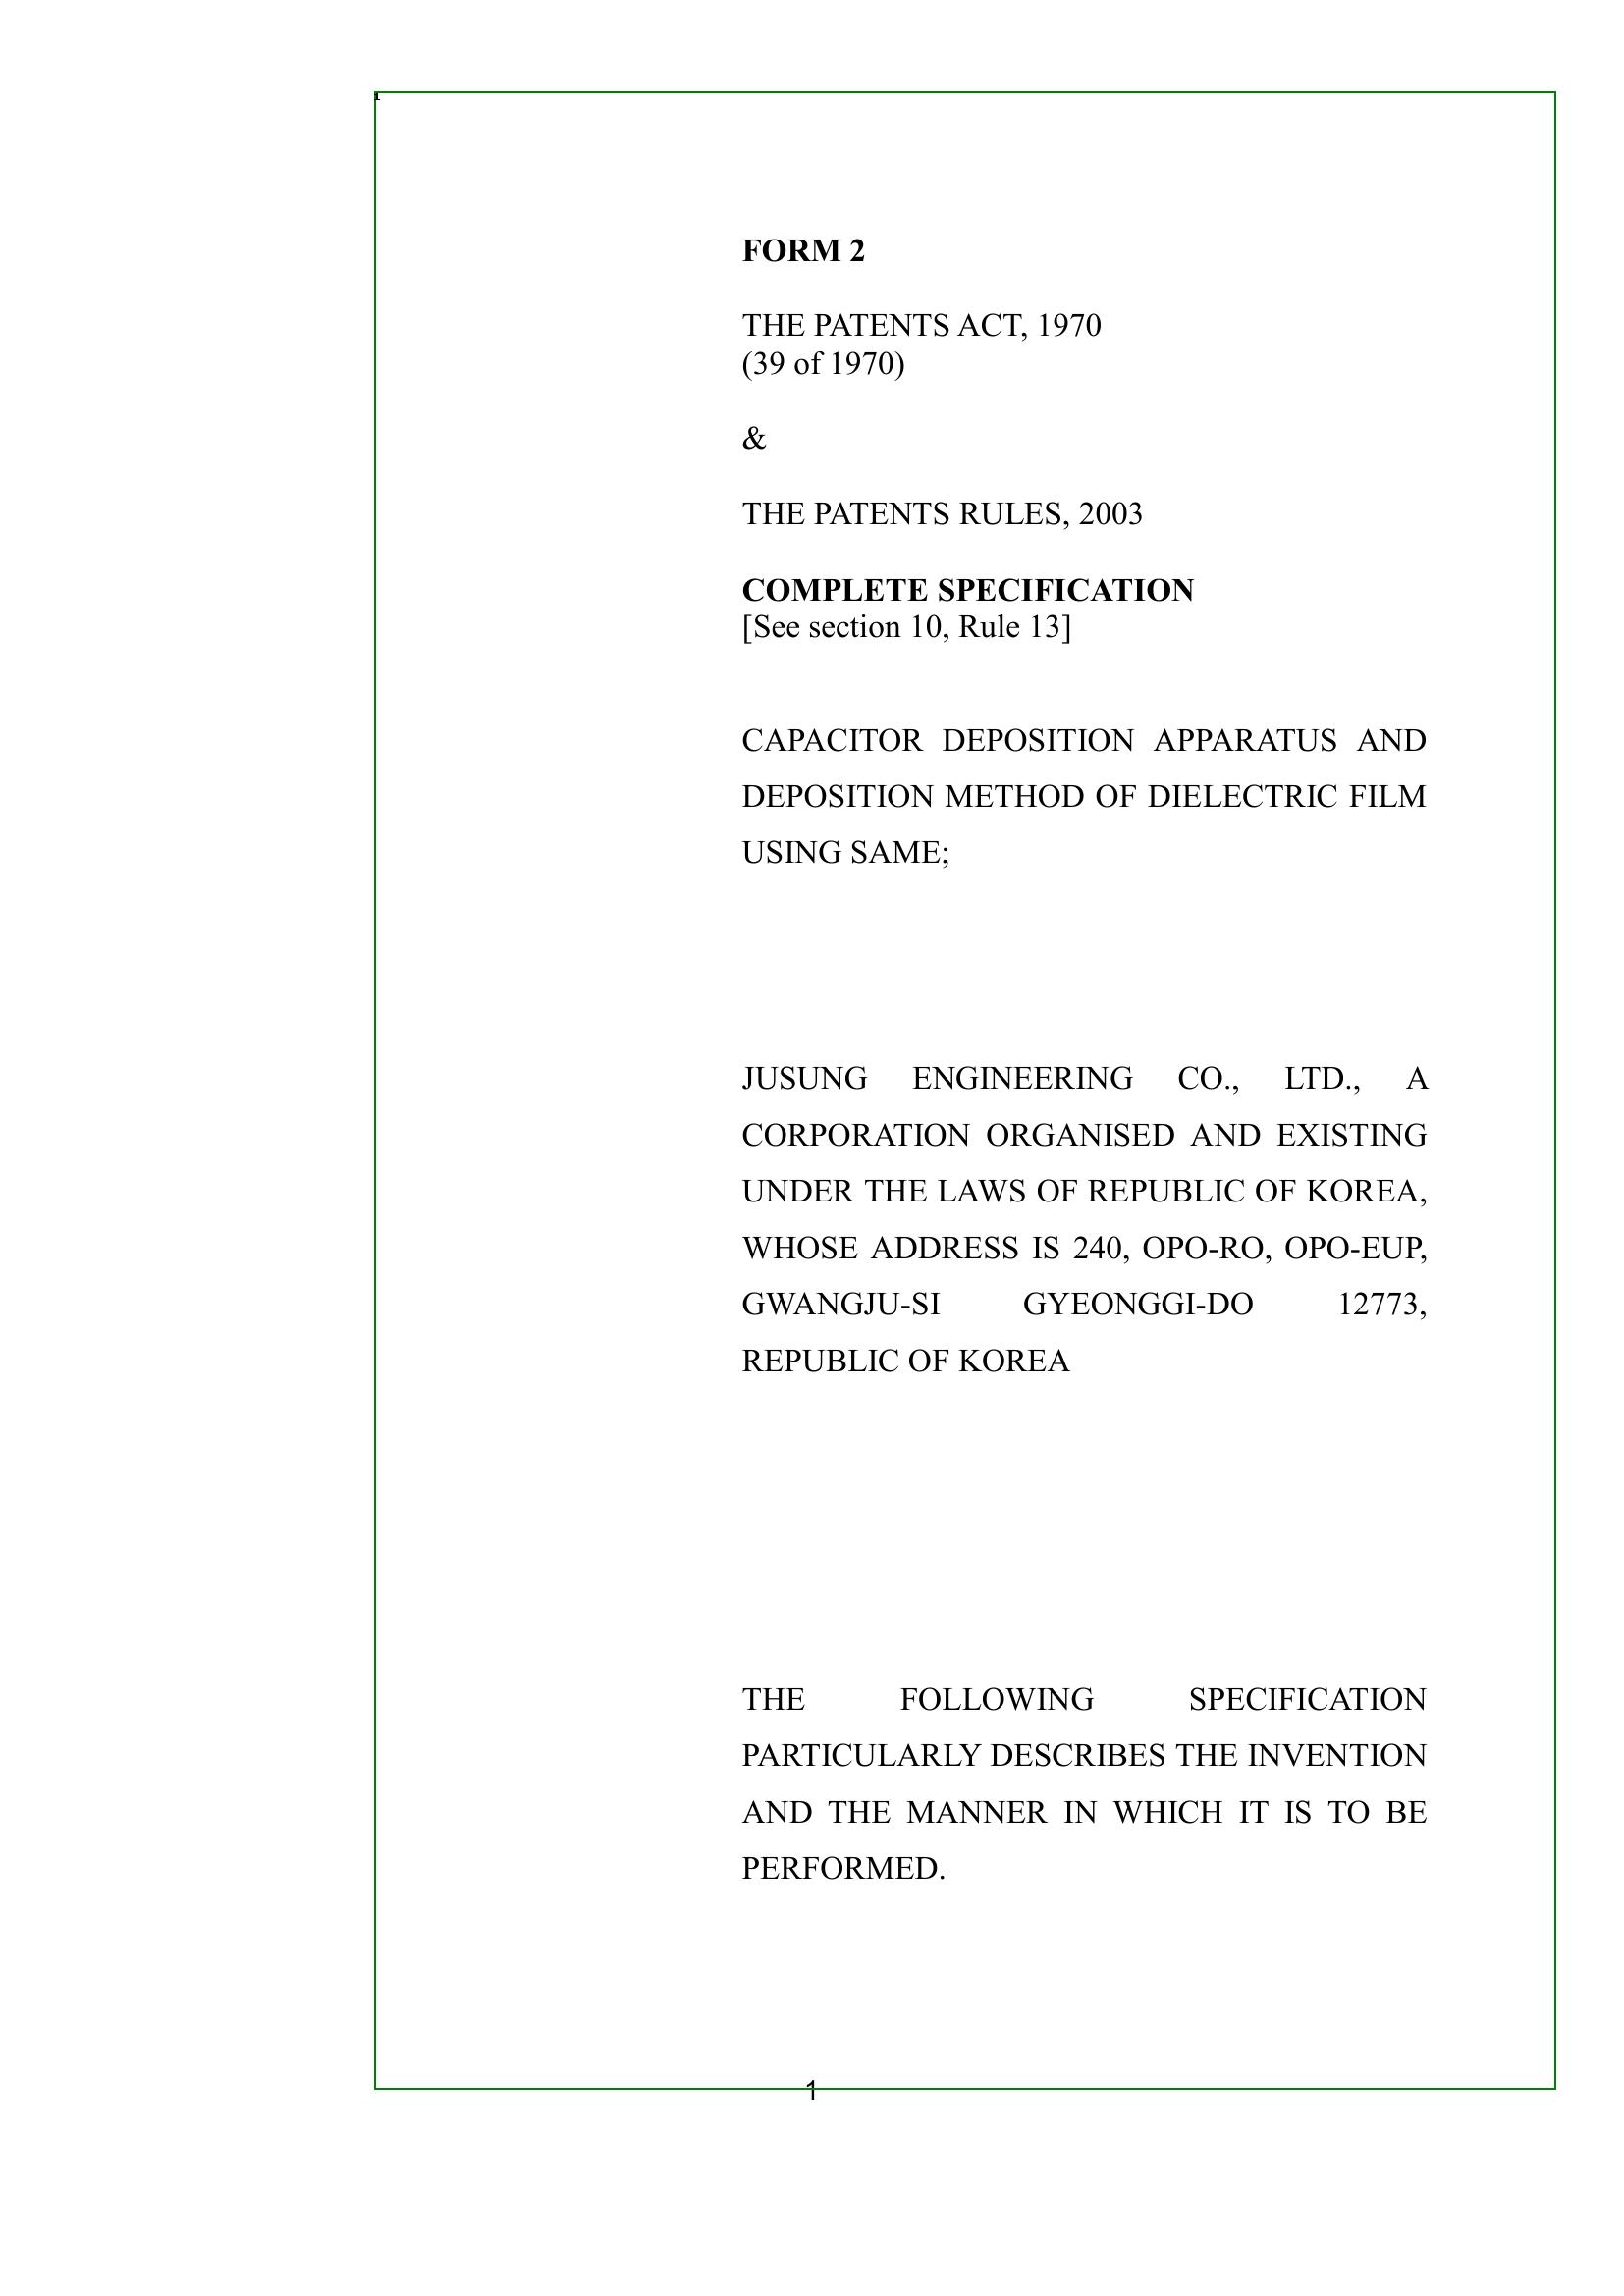 1
FORM 2
THE PATENTS ACT, 1970
(39 of 1970)
&
THE PATENTS RULES, 2003
COMPLETE SPECIFICATION
[See section 10, Rule 13]
CAPACITOR DEPOSITION APPARATUS AND
DEPOSITION METHOD OF DIELECTRIC FILM
USING SAME;
JUSUNG ENGINEERING CO., LTD., A
CORPORATION ORGANISED AND EXISTING
UNDER THE LAWS OF REPUBLIC OF KOREA,
WHOSE ADDRESS IS 240, OPO-RO, OPO-EUP,
GWANGJU-SI GYEONGGI-DO 12773,
REPUBLIC OF KOREA
THE FOLLOWING SPECIFICATION
PARTICULARLY DESCRIBES THE INVENTION
AND THE MANNER IN WHICH IT IS TO BE
PERFORMED.
1